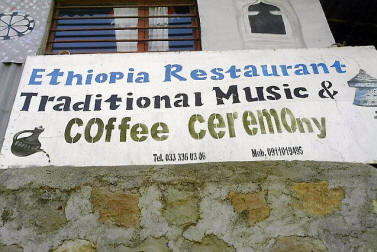 Ethiopia Restaurant
Traditional Music &
Coffee ceremony
Tel. 033 336 03 06 Mob. 0911019495